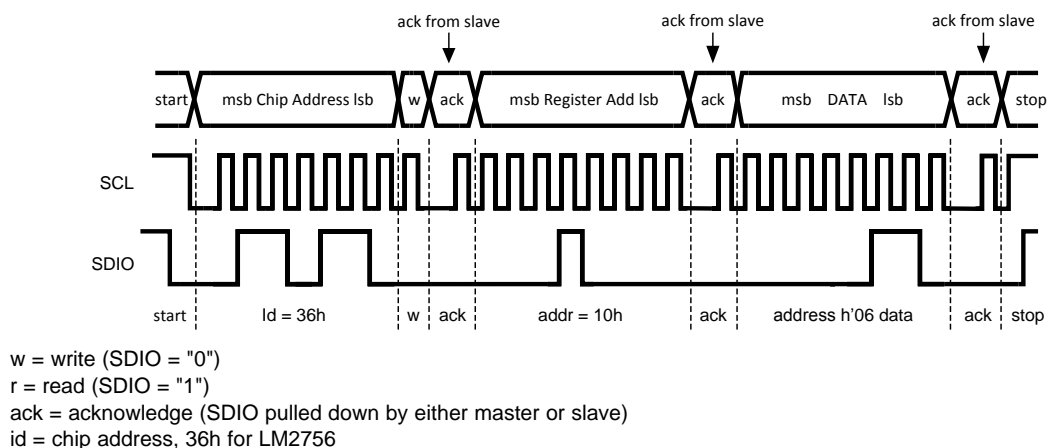 ack from slave ack from slave ack from slave
start msb Chip Address lsb w ack msb Register Add lsb ack msb DATA lsb ack stop
SCL
SDIO
start Id = 36h w ack addr = 10h ack address h'06 data ack stop
w = write (SDIO = "0")
r = read (SDIO = "1")
ack = acknowledge (SDIO pulled down by either master or slave)
id = chip address, 36h for LM2756